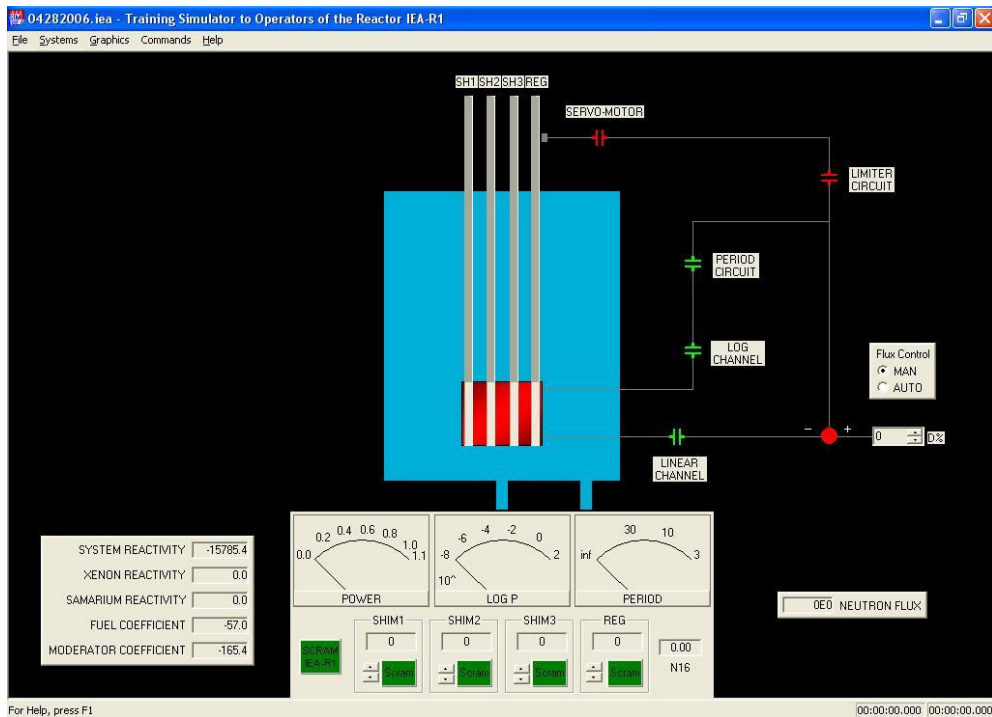 04282006.iea - Training Simulator to Operators of the Reactor IEA-R1
File Systems Graphics Commands Help
SH1 SH2 SH3 REG
SERVO-MOTOR
LIMITER
CIRCUIT
PERIOD
CIRCUIT
LOG
CHANNEL
Flux Control
MAN
AUTO
- +
0 D%
LINEAR
CHANNEL
SYSTEM REACTIVITY -15785.4
XENON REACTIVITY 0.0
SAMARIUM REACTIVITY 0.0
FUEL COEFFICIENT -57.0
MODERATOR COEFFICIENT -165.4
0.0 0.2 0.4 0.6 0.8 1.0 1.1
POWER
10^ -8 -6 -4 -2 0 2
LOG P
inf 30 10 3
PERIOD
0E0 NEUTRON FLUX
SCRAM
IEA-R1
SHIM1
0
Scram
SHIM2
0
Scram
SHIM3
0
Scram
REG
0
Scram
0.00
N16
For Help, press F1
00:00:00.000 00:00:00.000